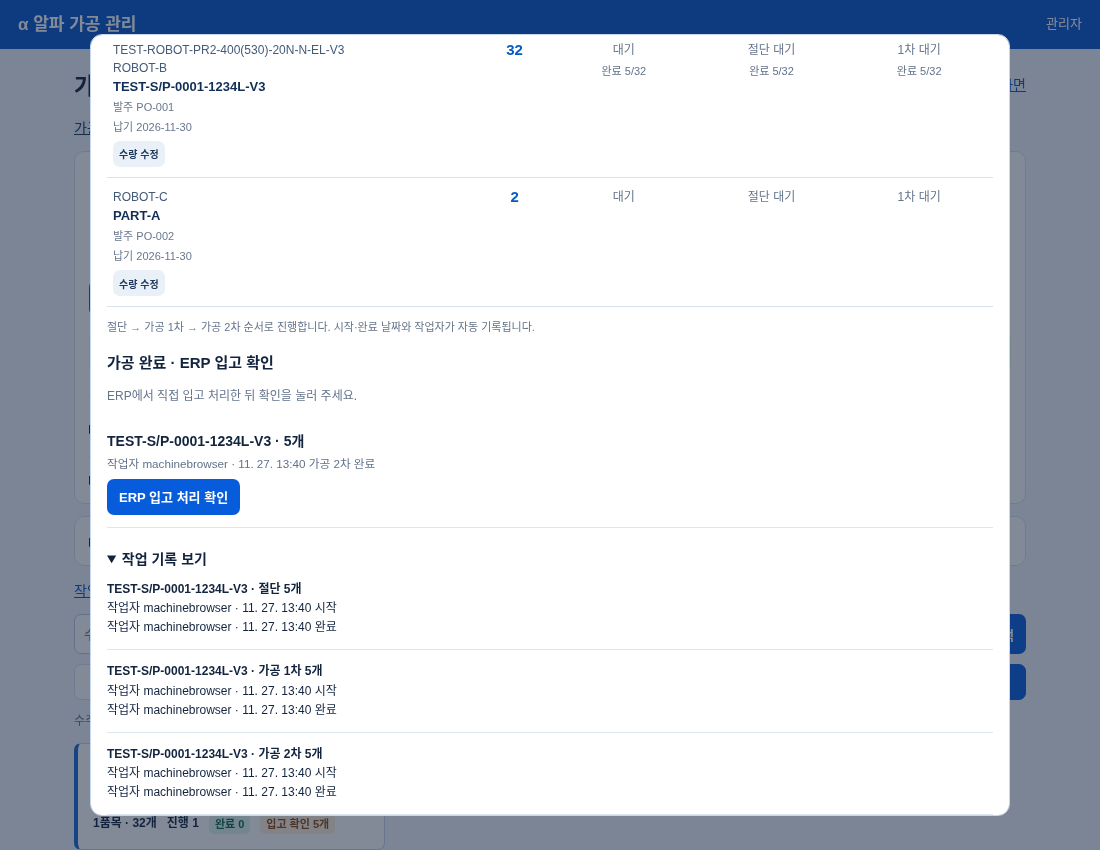 α 알파 가공 관리
관리자
TEST-ROBOT-PR2-400(530)-20N-N-EL-V3
ROBOT-B
TEST-S/P-0001-1234L-V3
발주 PO-001
납기 2026-11-30
수량 수정
32
대기
완료 5/32
절단 대기
완료 5/32
1차 대기
완료 5/32
ROBOT-C
PART-A
발주 PO-002
납기 2026-11-30
수량 수정
2
대기
절단 대기
1차 대기
절단 → 가공 1차 → 가공 2차 순서로 진행합니다. 시작·완료 날짜와 작업자가 자동 기록됩니다.
가공 완료 · ERP 입고 확인
ERP에서 직접 입고 처리한 뒤 확인을 눌러 주세요.
TEST-S/P-0001-1234L-V3 · 5개
작업자 machinebrowser · 11. 27. 13:40 가공 2차 완료
ERP 입고 처리 확인
▼ 작업 기록 보기
TEST-S/P-0001-1234L-V3 · 절단 5개
작업자 machinebrowser · 11. 27. 13:40 시작
작업자 machinebrowser · 11. 27. 13:40 완료
TEST-S/P-0001-1234L-V3 · 가공 1차 5개
작업자 machinebrowser · 11. 27. 13:40 시작
작업자 machinebrowser · 11. 27. 13:40 완료
TEST-S/P-0001-1234L-V3 · 가공 2차 5개
작업자 machinebrowser · 11. 27. 13:40 시작
작업자 machinebrowser · 11. 27. 13:40 완료
1품목 · 32개 진행 1 완료 0 입고 확인 5개